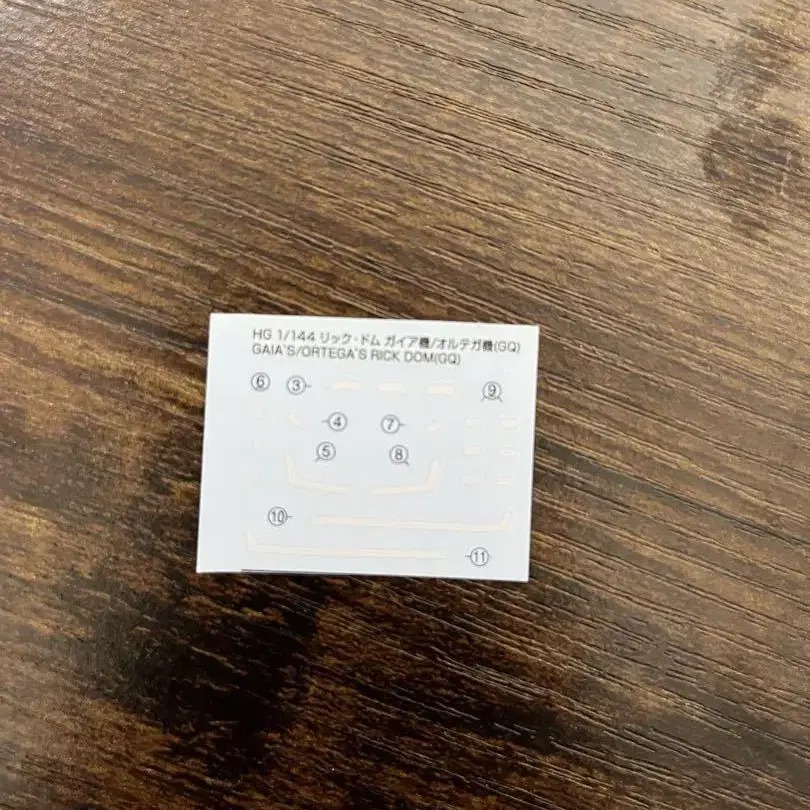 HG 1/144 リック・ドム ガイア機/オルテガ機(GQ)
GAIA'S/ORTEGA'S RICK DOM(GQ)
⑥ ③ ⑨
④ ⑦
⑤ ⑧
⑩
⑪